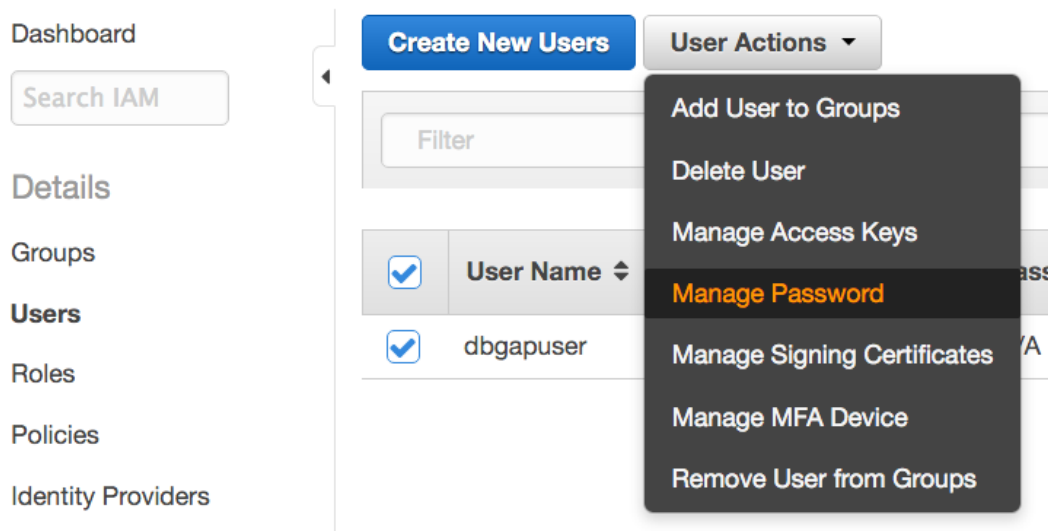 Dashboard
Search IAM
Details
Groups
Users
Roles
Policies
Identity Providers
Create New Users
User Actions
Filter
Add User to Groups
Delete User
Manage Access Keys
Manage Password
Manage Signing Certificates
Manage MFA Device
Remove User from Groups
User Name
dbgapuser